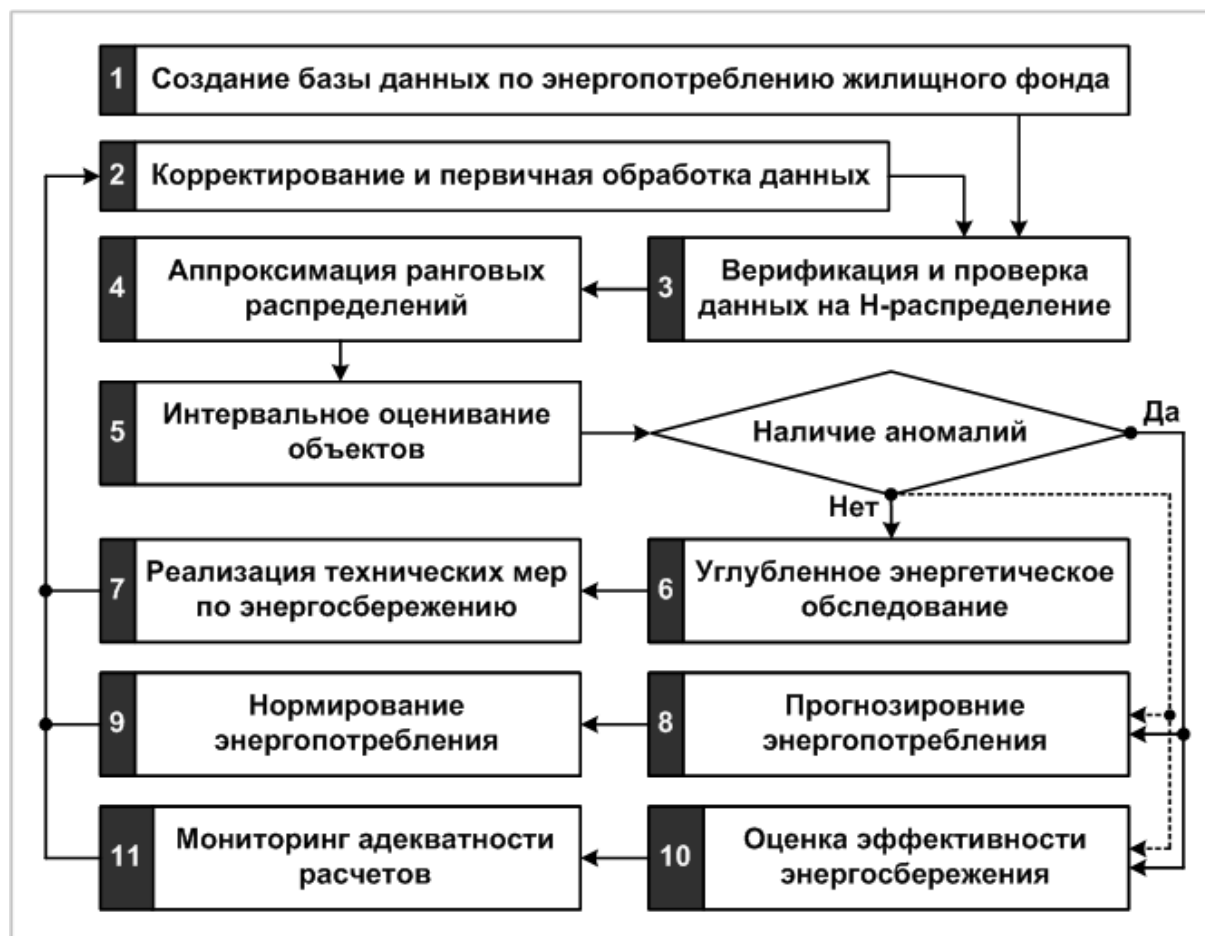 1 Создание базы данных по энергопотреблению жилищного фонда
2 Корректирование и первичная обработка данных
4 Аппроксимация ранговых
распределений
3 Верификация и проверка
данных на Н-распределение
5 Интервальное оценивание
объектов
Наличие аномалий
Да
Нет
7 Реализация технических мер
по энергосбережению
6 Углубленное энергетическое
обследование
9 Нормирование
энергопотребления
8 Прогнозировние
энергопотребления
11 Мониторинг адекватности
расчетов
10 Оценка эффективности
энергосбережения